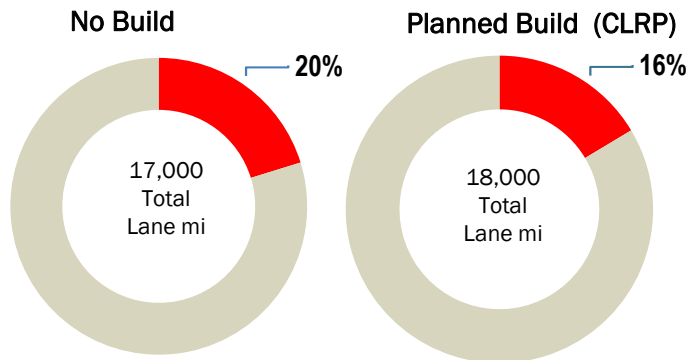 No Build
20%
17,000
Total
Lane mi
Planned Build (CLRP)
16%
18,000
Total
Lane mi